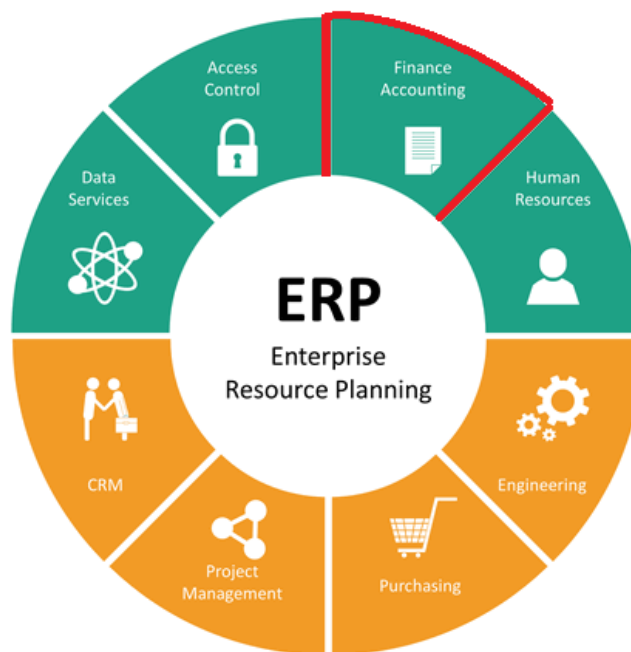 Access
Control
Finance
Accounting
Data
Services
Human
Resources
ERP
Enterprise
Resource Planning
CRM
Engineering
Project
Management
Purchasing